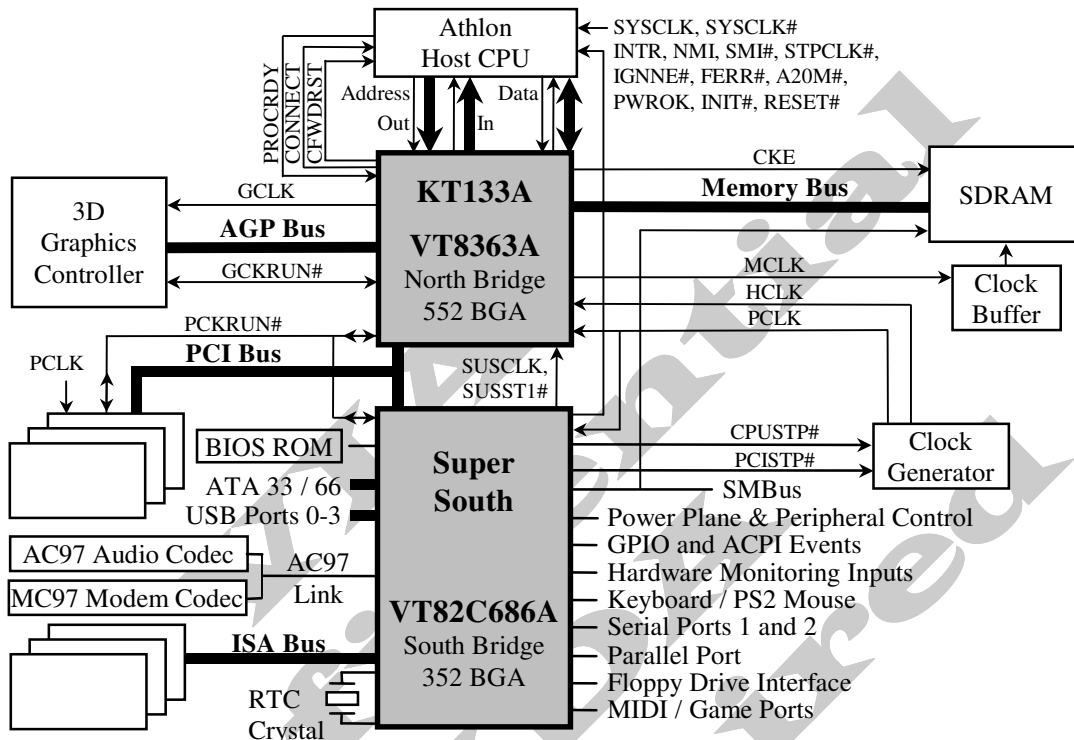 Athlon
Host CPU
SYSCLK, SYSCLK#
INTR, NMI, SMI#, STPCLK#,
IGNNE#, FERR#, A20M#,
PWROK, INIT#, RESET#
PROCRDY
CONNECT
CFWDRST
Address
Out
In
Data
KT133A
VT8363A
North Bridge
552 BGA
CKE
Memory Bus
SDRAM
3D
Graphics
Controller
GCLK
AGP Bus
GCKRUN#
MCLK
HCLK
PCLK
Clock
Buffer
PCKRUN#
PCI Bus
PCLK
SUSCLK,
SUSST1#
BIOS ROM
ATA 33 / 66
USB Ports 0-3
AC97 Audio Codec
MC97 Modem Codec
AC97
Link
ISA Bus
RTC
Crystal
Super
South
VT82C686A
South Bridge
352 BGA
CPUSTP#
PCISTP#
Clock
Generator
SMBus
Power Plane & Peripheral Control
GPIO and ACPI Events
Hardware Monitoring Inputs
Keyboard / PS2 Mouse
Serial Ports 1 and 2
Parallel Port
Floppy Drive Interface
MIDI / Game Ports